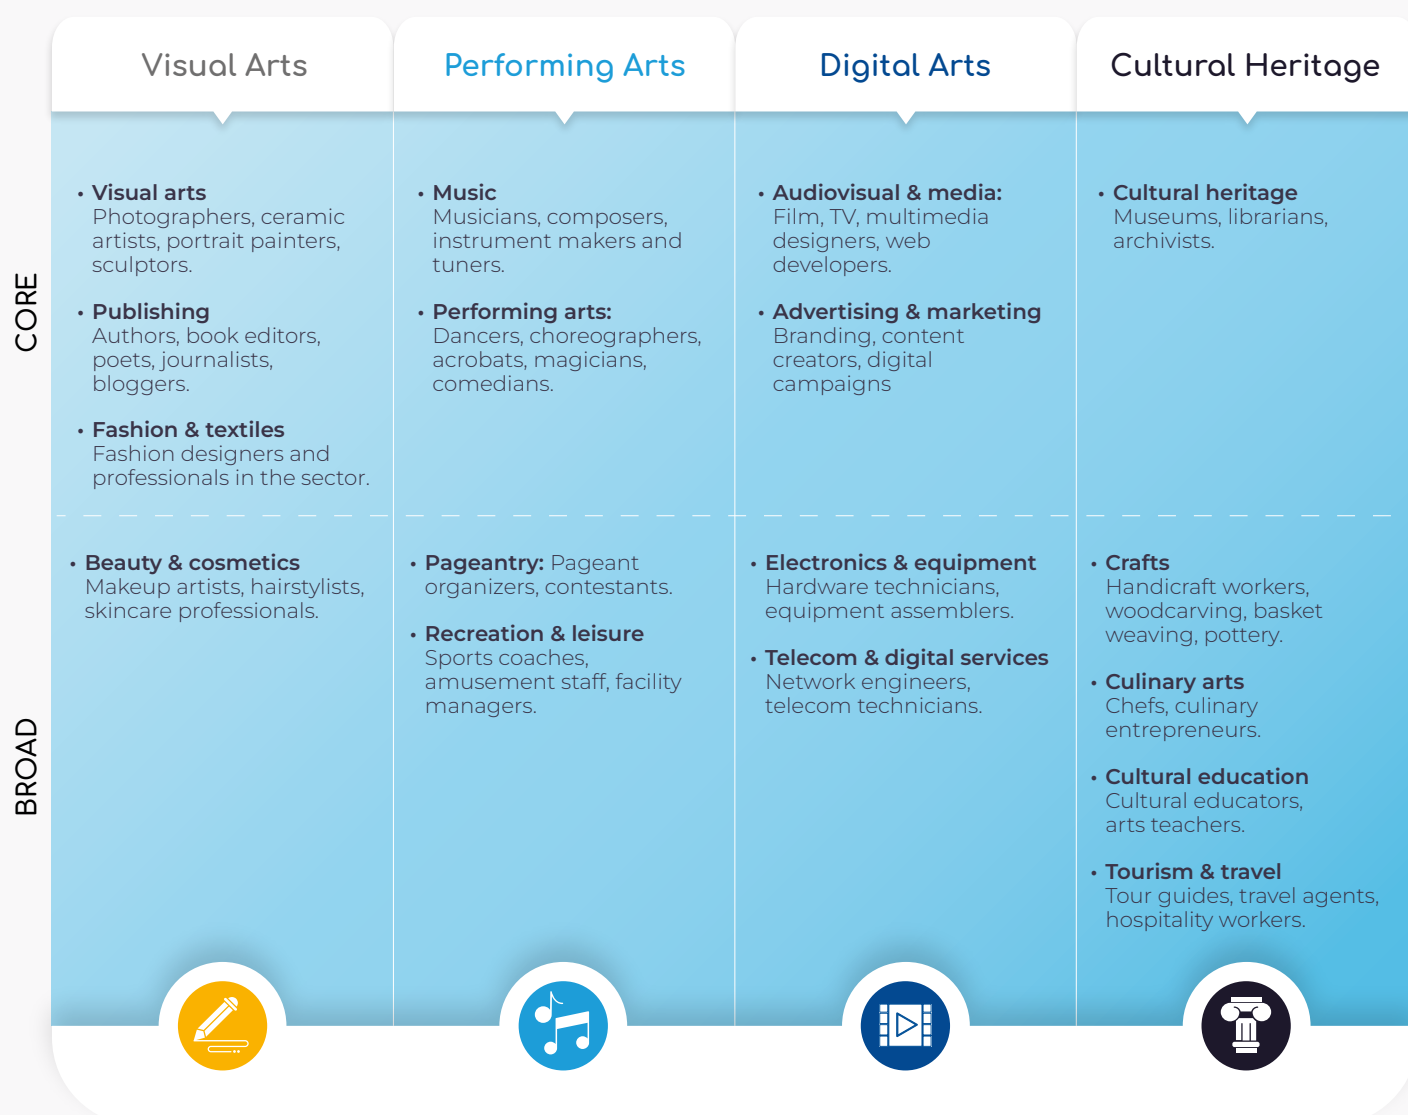 Visual Arts
Performing Arts
Digital Arts
Cultural Heritage
CORE
• Visual arts
Photographers, ceramic
artists, portrait painters,
sculptors.
• Publishing
Authors, book editors,
poets, journalists,
bloggers.
• Fashion & textiles
Fashion designers and
professionals in the sector.
• Music
Musicians, composers,
instrument makers and
tuners.
• Performing arts:
Dancers, choreographers,
acrobats, magicians,
comedians.
• Audiovisual & media:
Film, TV, multimedia
designers, web
developers.
• Advertising & marketing
Branding, content
creators, digital
campaigns
• Cultural heritage
Museums, librarians,
archivists.
BROAD
• Beauty & cosmetics
Makeup artists, hairstylists,
skincare professionals.
• Pageantry: Pageant
organizers, contestants.
• Recreation & leisure
Sports coaches,
amusement staff, facility
managers.
• Electronics & equipment
Hardware technicians,
equipment assemblers.
• Telecom & digital services
Network engineers,
telecom technicians.
• Crafts
Handicraft workers,
woodcarving, basket
weaving, pottery.
• Culinary arts
Chefs, culinary
entrepreneurs.
• Cultural education
Cultural educators,
arts teachers.
• Tourism & travel
Tour guides, travel agents,
hospitality workers.